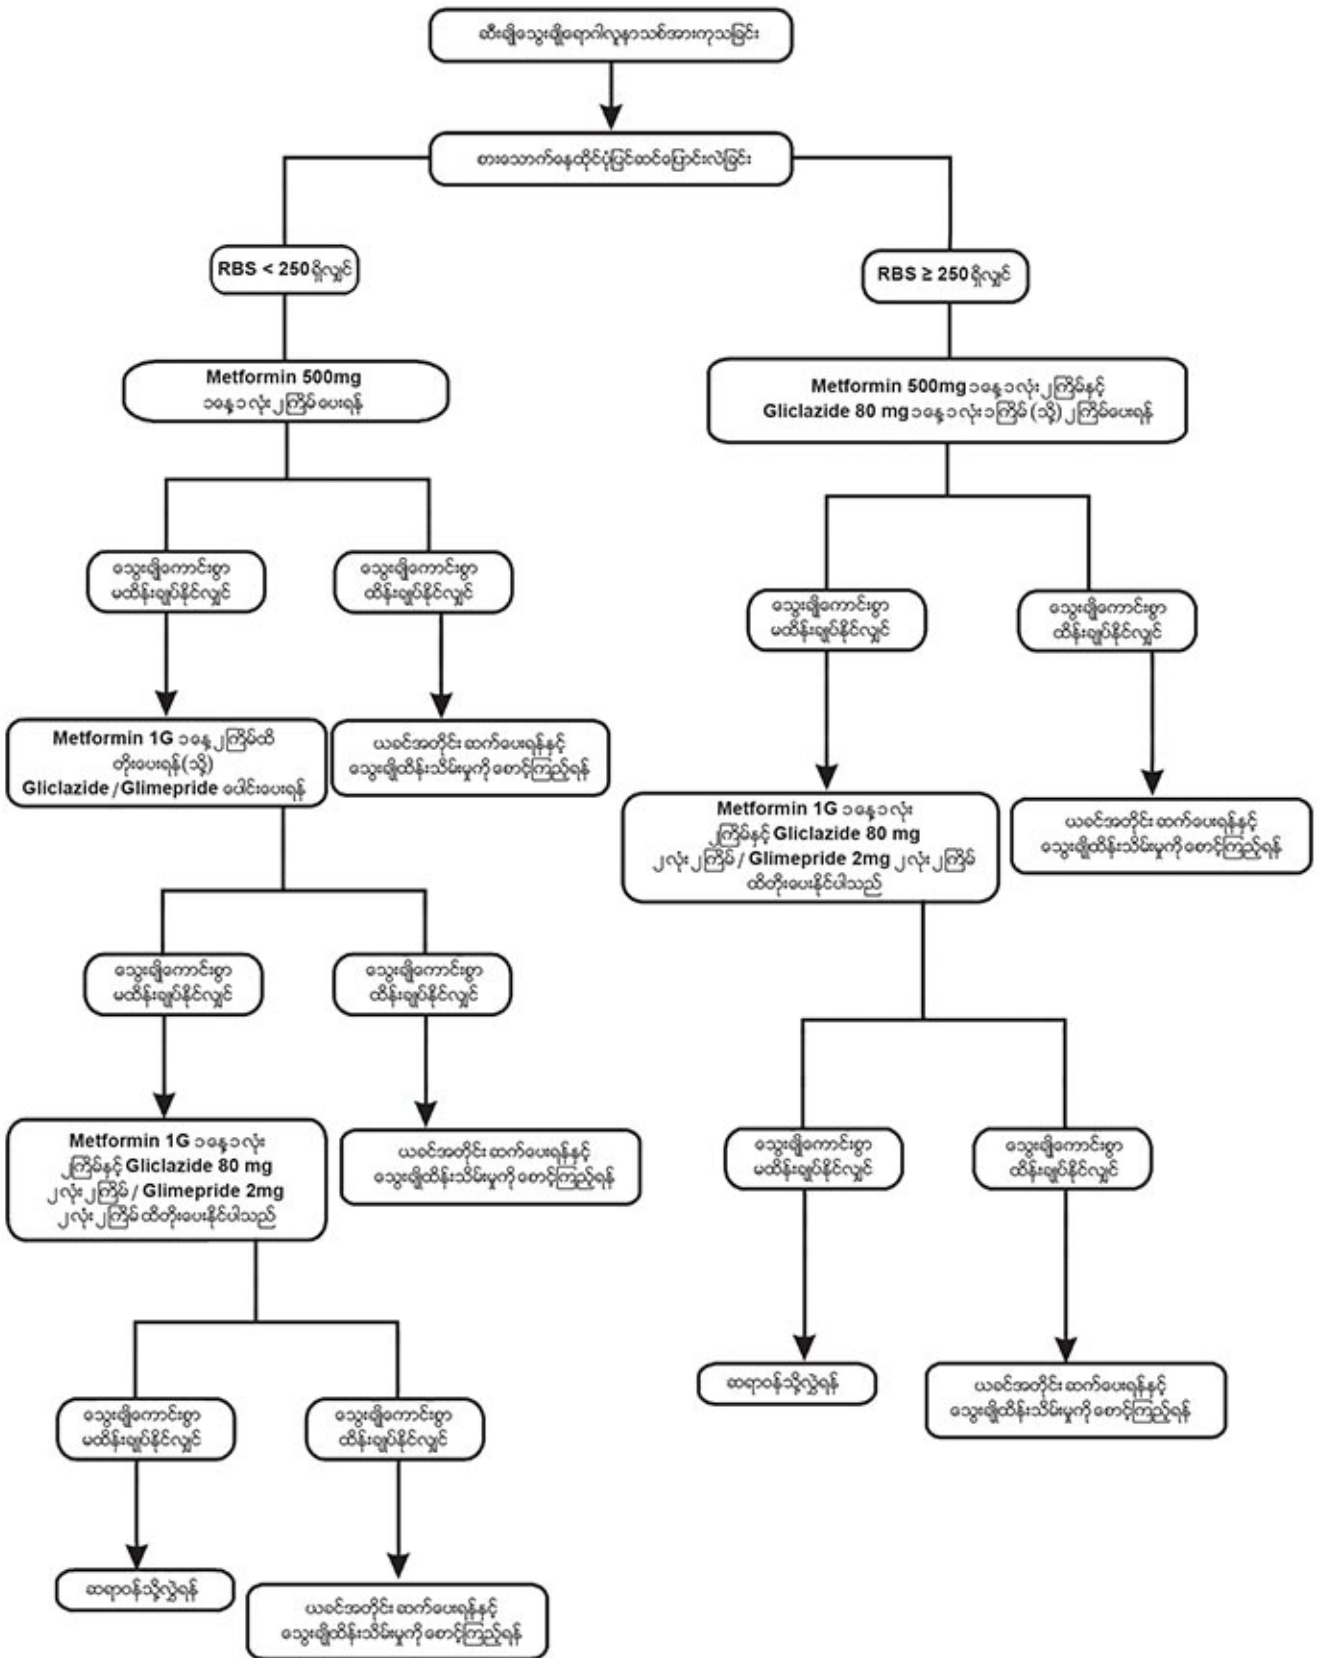 ဆီးချိုသွေးချိုရောဂါလူနာသစ်အားကုသခြင်း
စားသောက်နေထိုင်ပုံပြင်ဆင်ပြောင်းလဲခြင်း
RBS < 250 ရှိလျှင်
Metformin 500mg
၁နေ့ ၁လုံး ၂ကြိမ် ပေးရန်
သွေးချိုကောင်းစွာ
မထိန်းချုပ်နိုင်လျှင်
သွေးချိုကောင်းစွာ
ထိန်းချုပ်နိုင်လျှင်
Metformin 1G ၁နေ့ ၂ကြိမ်ထိ
တိုးပေးရန် (သို့)
Gliclazide / Glimepride ပေါင်းပေးရန်
ယခင်အတိုင်း ဆက်ပေးရန်နှင့်
သွေးချိုထိန်းသိမ်းမှုကို စောင့်ကြည့်ရန်
သွေးချိုကောင်းစွာ
မထိန်းချုပ်နိုင်လျှင်
သွေးချိုကောင်းစွာ
ထိန်းချုပ်နိုင်လျှင်
Metformin 1G ၁နေ့ ၁လုံး
၂ကြိမ်နှင့် Gliclazide 80 mg
၂လုံး ၂ကြိမ် / Glimepride 2mg
၂လုံး ၂ကြိမ် ထိတိုးပေးနိုင်ပါသည်
ယခင်အတိုင်း ဆက်ပေးရန်နှင့်
သွေးချိုထိန်းသိမ်းမှုကို စောင့်ကြည့်ရန်
သွေးချိုကောင်းစွာ
မထိန်းချုပ်နိုင်လျှင်
သွေးချိုကောင်းစွာ
ထိန်းချုပ်နိုင်လျှင်
ဆရာဝန်သို့လွှဲရန်
ယခင်အတိုင်း ဆက်ပေးရန်နှင့်
သွေးချိုထိန်းသိမ်းမှုကို စောင့်ကြည့်ရန်
RBS ≥ 250 ရှိလျှင်
Metformin 500mg ၁နေ့ ၁လုံး ၂ကြိမ်နှင့်
Gliclazide 80 mg ၁နေ့ ၁လုံး ၁ကြိမ် (သို့) ၂ကြိမ်ပေးရန်
သွေးချိုကောင်းစွာ
မထိန်းချုပ်နိုင်လျှင်
သွေးချိုကောင်းစွာ
ထိန်းချုပ်နိုင်လျှင်
Metformin 1G ၁နေ့ ၁လုံး
၂ကြိမ်နှင့် Gliclazide 80 mg
၂လုံး ၂ကြိမ် / Glimepride 2mg ၂လုံး ၂ကြိမ်
ထိတိုးပေးနိုင်ပါသည်
ယခင်အတိုင်း ဆက်ပေးရန်နှင့်
သွေးချိုထိန်းသိမ်းမှုကို စောင့်ကြည့်ရန်
သွေးချိုကောင်းစွာ
မထိန်းချုပ်နိုင်လျှင်
သွေးချိုကောင်းစွာ
ထိန်းချုပ်နိုင်လျှင်
ဆရာဝန်သို့လွှဲရန်
ယခင်အတိုင်း ဆက်ပေးရန်နှင့်
သွေးချိုထိန်းသိမ်းမှုကို စောင့်ကြည့်ရန်